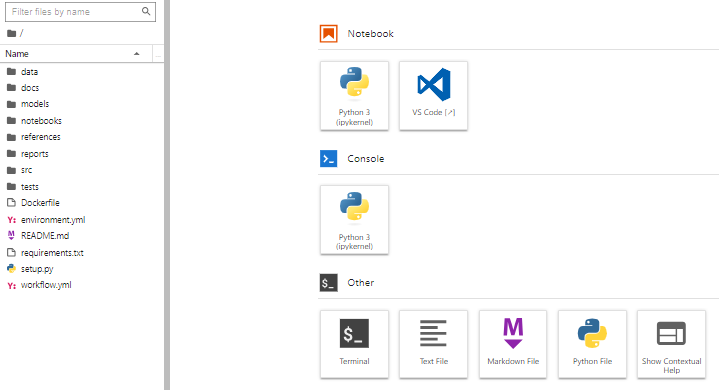 Filter files by name
/
Name
...
data
docs
models
notebooks
references
reports
src
tests
Dockerfile
Y: environment.yml
M README.md
requirements.txt
setup.py
Y: workflow.yml
Notebook
Python 3
(ipykernel)
VS Code [↗]
Console
Python 3
(ipykernel)
$_ Other
$_
Terminal
Text File
M
Markdown File
Python File
Show Contextual
Help